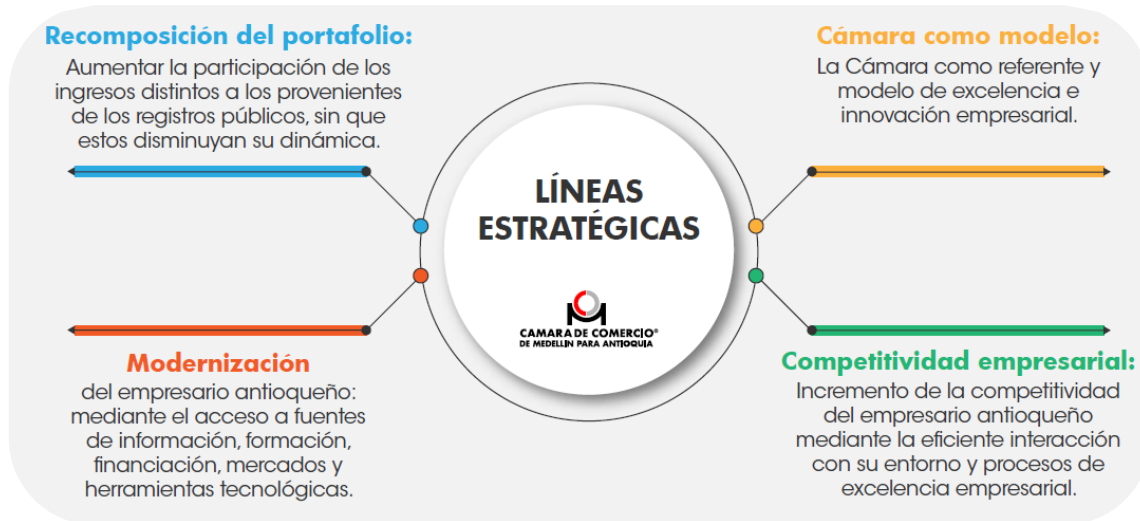 Recomposición del portafolio:
Aumentar la participación de los
ingresos distintos a los provenientes
de los registros públicos, sin que
estos disminuyan su dinámica.
Cámara como modelo:
La Cámara como referente y
modelo de excelencia e
innovación empresarial.
LÍNEAS
ESTRATÉGICAS
CAMARA DE COMERCIO®
DE MEDELLIN PARA ANTIOQUIA
Modernización
del empresario antioqueño:
mediante el acceso a fuentes
de información, formación,
financiación, mercados y
herramientas tecnológicas.
Competitividad empresarial:
Incremento de la competitividad
del empresario antioqueño
mediante la eficiente interacción
con su entorno y procesos de
excelencia empresarial.